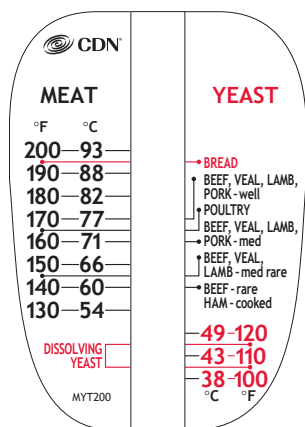 CDN®
MEAT
YEAST
°F °C
200-93
190-88
180-82
170-77
160-71
150-66
140-60
130-54
BREAD
BEEF, VEAL, LAMB,
PORK-well
POULTRY
BEEF, VEAL, LAMB,
PORK-med
BEEF, VEAL,
LAMB-med rare
BEEF-rare
HAM-cooked
DISSOLVING
YEAST
49-120
43-110
38-100
°C °F
MYT200